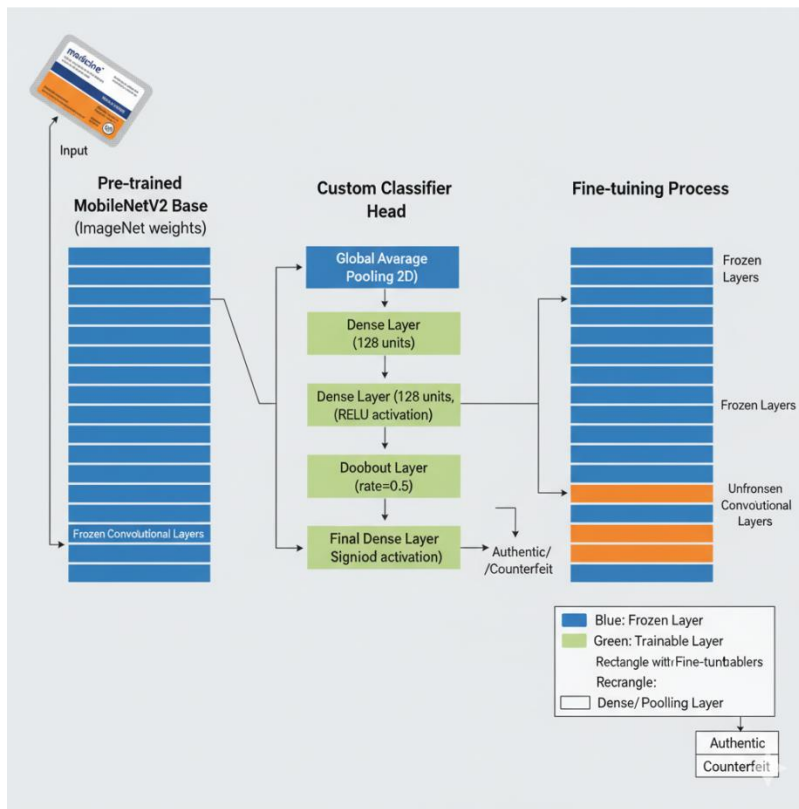 medicine
Input
Pre-trained
MobileNetV2 Base
(ImageNet weights)
Frozen Convolutional Layers
Custom Classifier
Head
Global Avarage
Pooling 2D)
Dense Layer
(128 units)
Dense Layer (128 units,
(RELU activation)
Doobout Layer
(rate=0.5)
Final Dense Layer
Signiod activation)
Authentic/
/Counterfeit
Fine-tuining Process
Frozen
Layers
Frozen Layers
Unfronsen
Convoutional
Layers
Blue: Frozen Layer
Green: Trainable Layer
Rectangle with Fine-tuntablers
Recrangle:
Dense/Poolling Layer
Authentic
Counterfeit